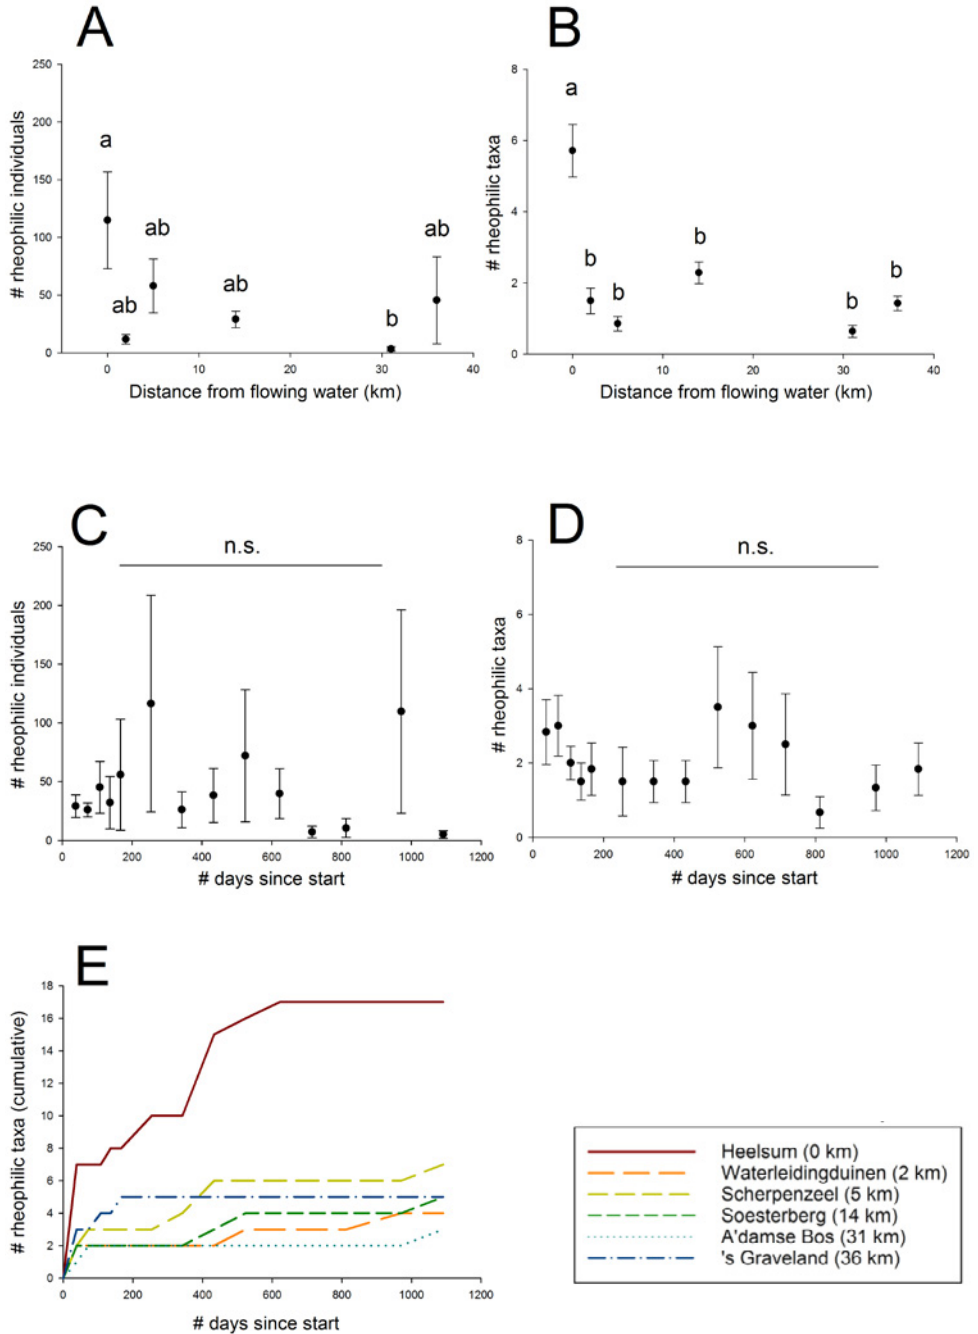 A
250
200
150
100
50
0
# rheophilic individuals
a
ab
ab
ab
b
ab
0 10 20 30 40
Distance from flowing water (km)
B
8
6
4
2
0
# rheophilic taxa
a
b
b
b
b
b
0 10 20 30 40
Distance from flowing water (km)
C
250
200
150
100
50
0
# rheophilic individuals
n.s.
0 200 400 600 800 1000 1200
# days since start
D
8
6
4
2
0
# rheophilic taxa
n.s.
0 200 400 600 800 1000 1200
# days since start
E
18
16
14
12
10
8
6
4
2
0
# rheophilic taxa (cumulative)
0 200 400 600 800 1000 1200
# days since start
Heelsum (0 km)
Waterleidingduinen (2 km)
Scherpenzeel (5 km)
Soesterberg (14 km)
A'damse Bos (31 km)
's Graveland (36 km)